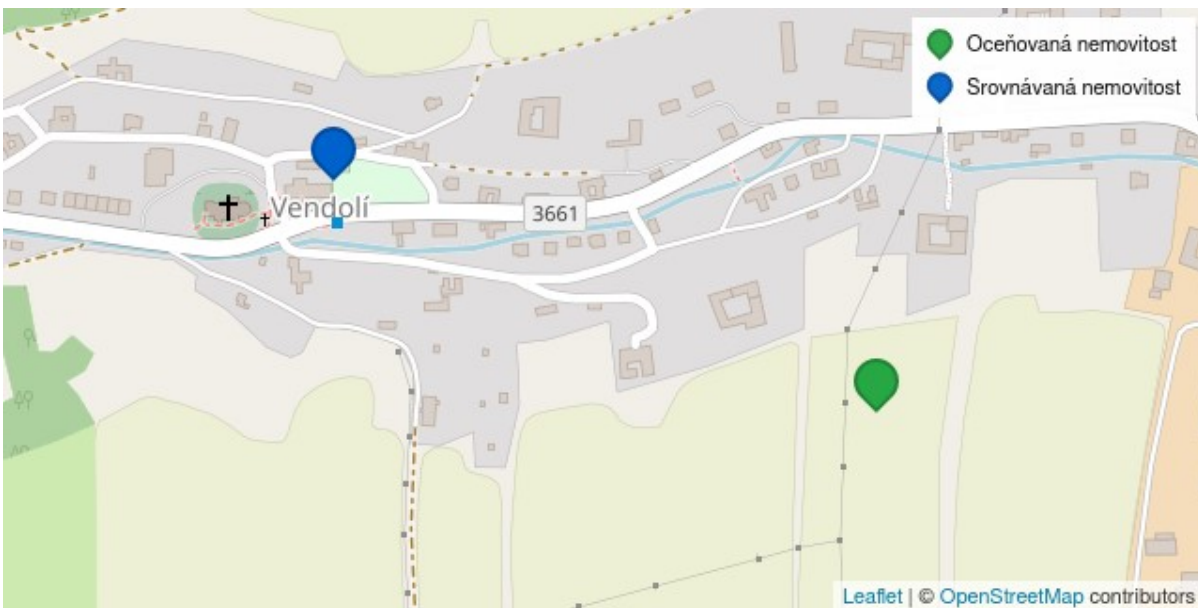 Oceňovaná nemovitost
Srovnávaná nemovitost
Vendolí
3661
Leaflet | © OpenStreetMap contributors